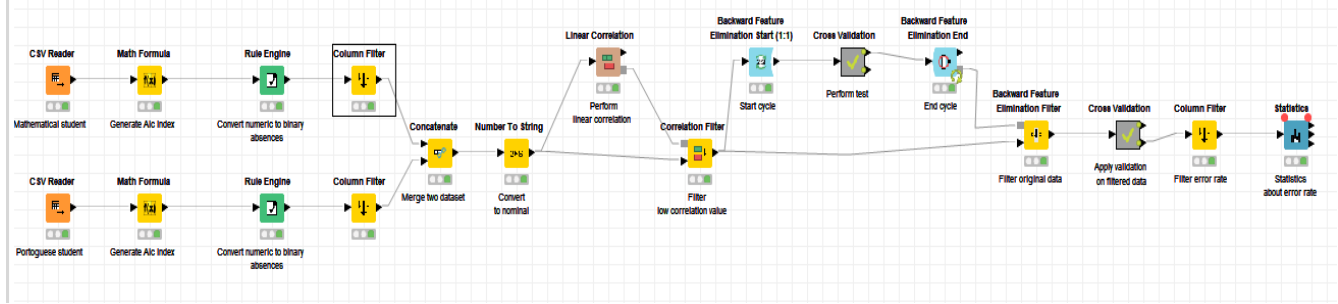 CSV Reader
Mathematical student
Math Formula
Generate Alc Index
Rule Engine
Convert numeric to binary
absences
Column Filter
CSV Reader
Portoguese student
Math Formula
Generate Alc Index
Rule Engine
Convert numeric to binary
absences
Column Filter
Concatenate
Merge two dataset
Number To String
2▸S
Convert
to nominal
Linear Correlation
Perform
linear correlation
Correlation Filter
Filter
low correlation value
Backward Feature
Elimination Start (1:1)
Start cycle
Cross Validation
Perform test
Backward Feature
Elimination End
End cycle
Backward Feature
Elimination Filter
Filter original data
Cross Validation
Apply validation
on filtered data
Column Filter
Filter error rate
Statistics
Statistics
about error rate